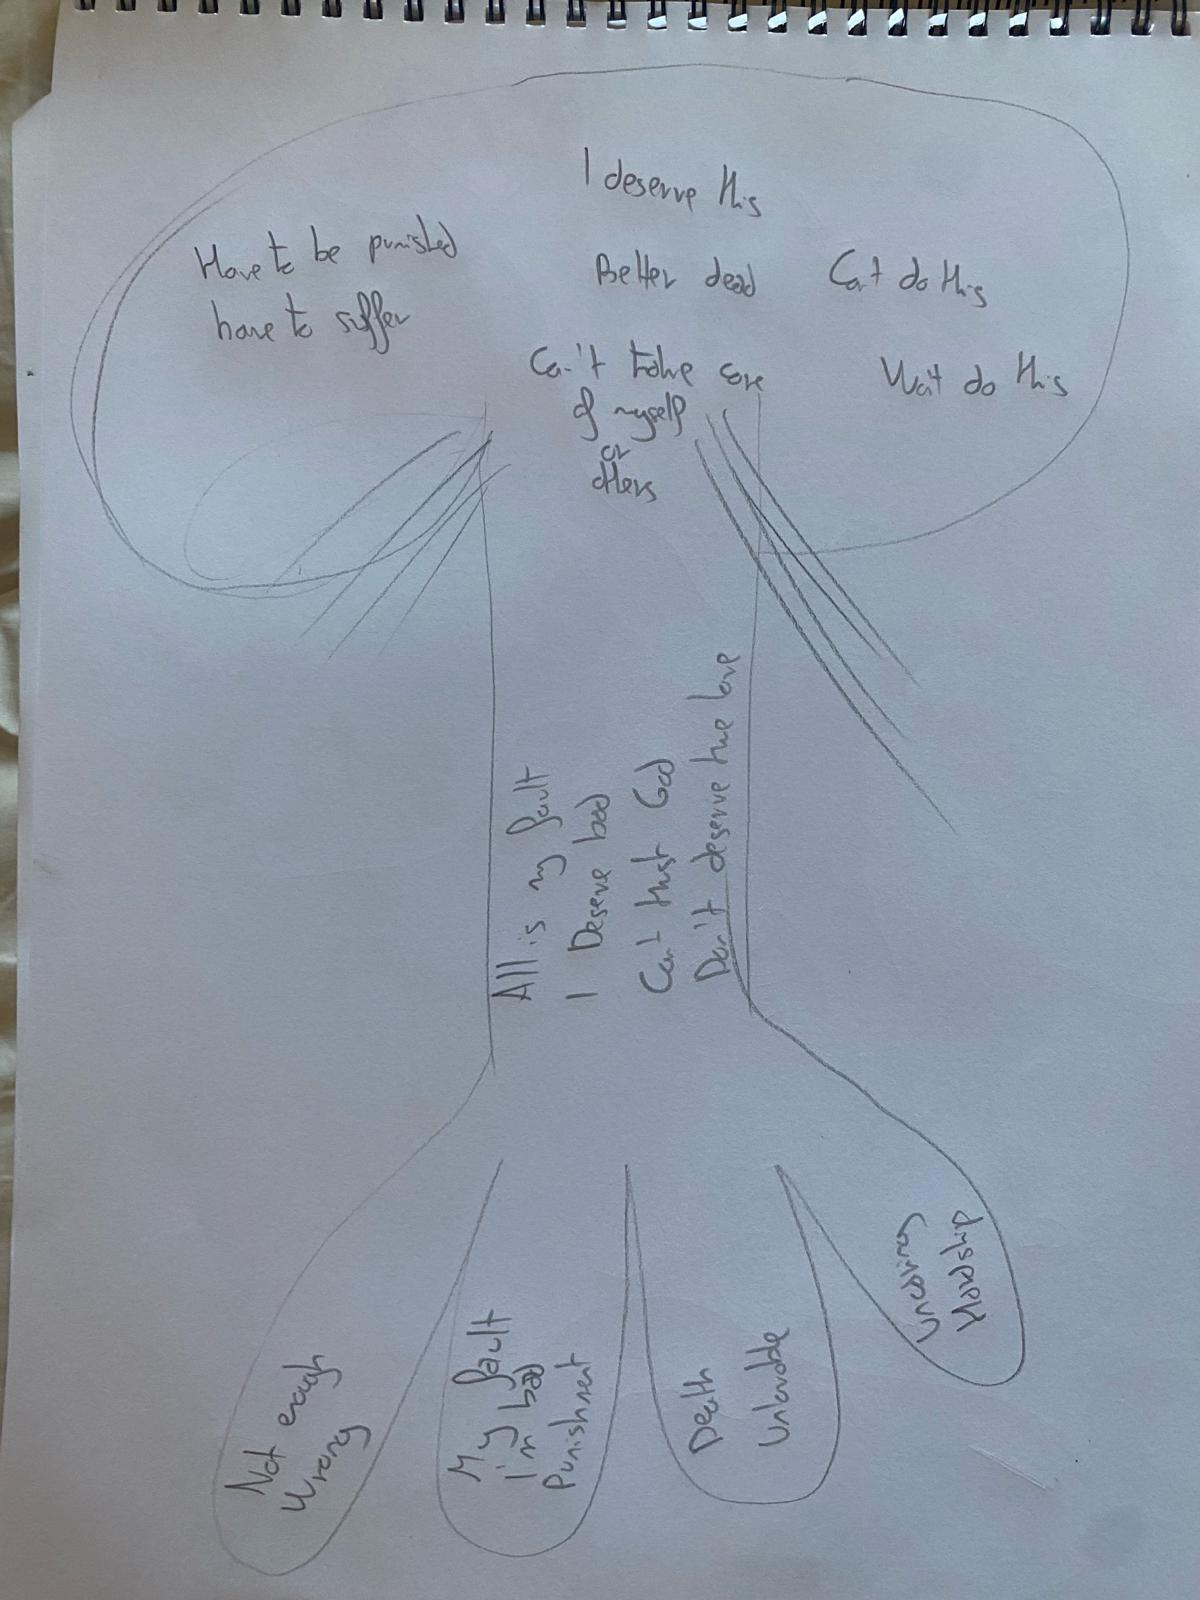 I deserve this
Have to be punished
have to suffer
Better dead
Can't do this
Can't take care
of myself
or
others
Wait do this
All is my fault
I Deserve bad
Can't trust God
Don't deserve true love
Not enough
Wrong
My fault
I'm bad
Punishment
Death
Unlovable
Uncaring
Hardship